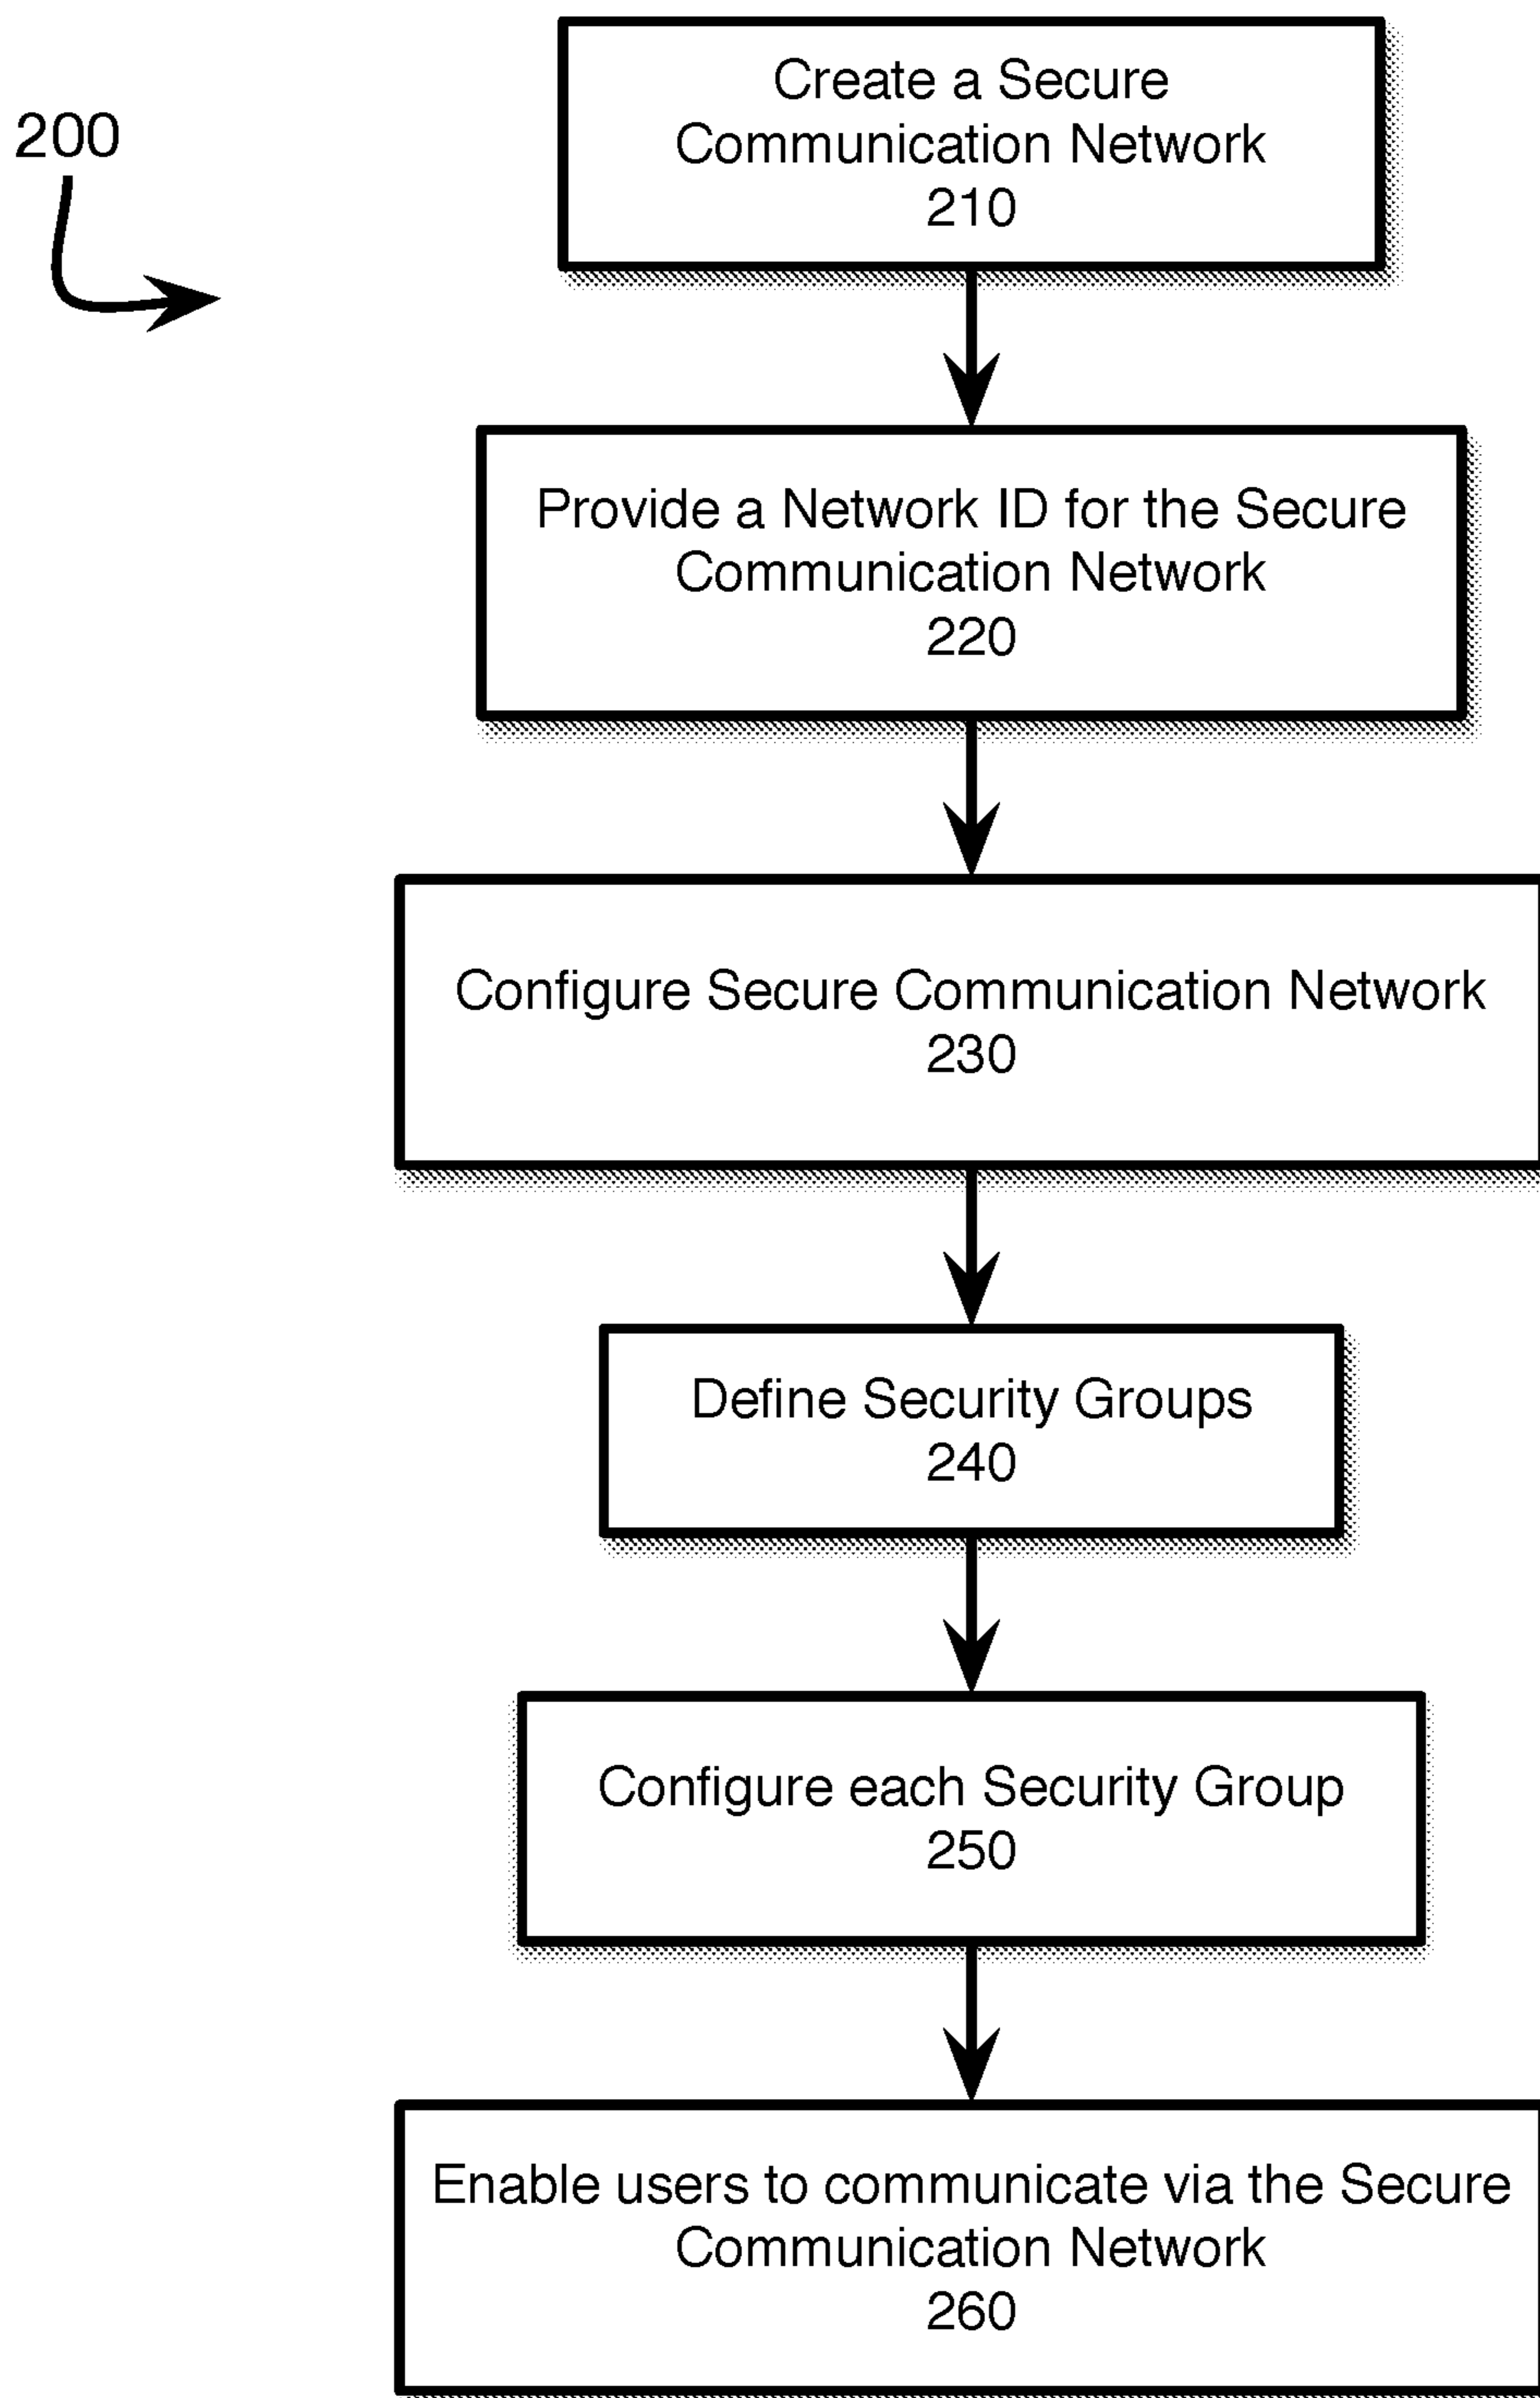 200
Create a Secure
Communication Network
210
Provide a Network ID for the Secure
Communication Network
220
Configure Secure Communication Network
230
Define Security Groups
240
Configure each Security Group
250
Enable users to communicate via the Secure
Communication Network
260